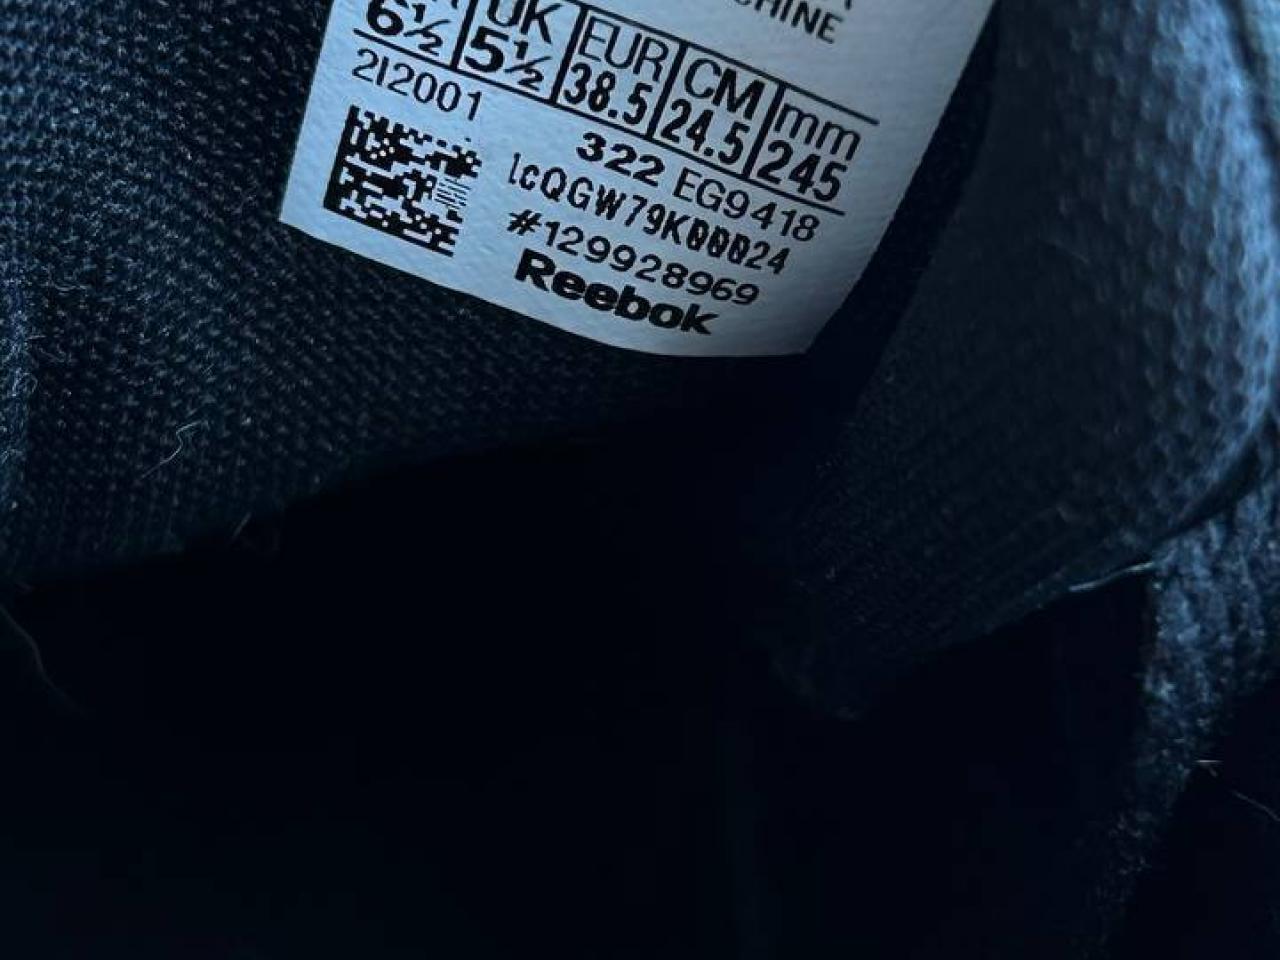 CHINE
UK EUR CM mm
6½ 5½ 38.5 24.5 245
2I2001 322 EG9418
lcQGW79K00024
#129928969
Reebok